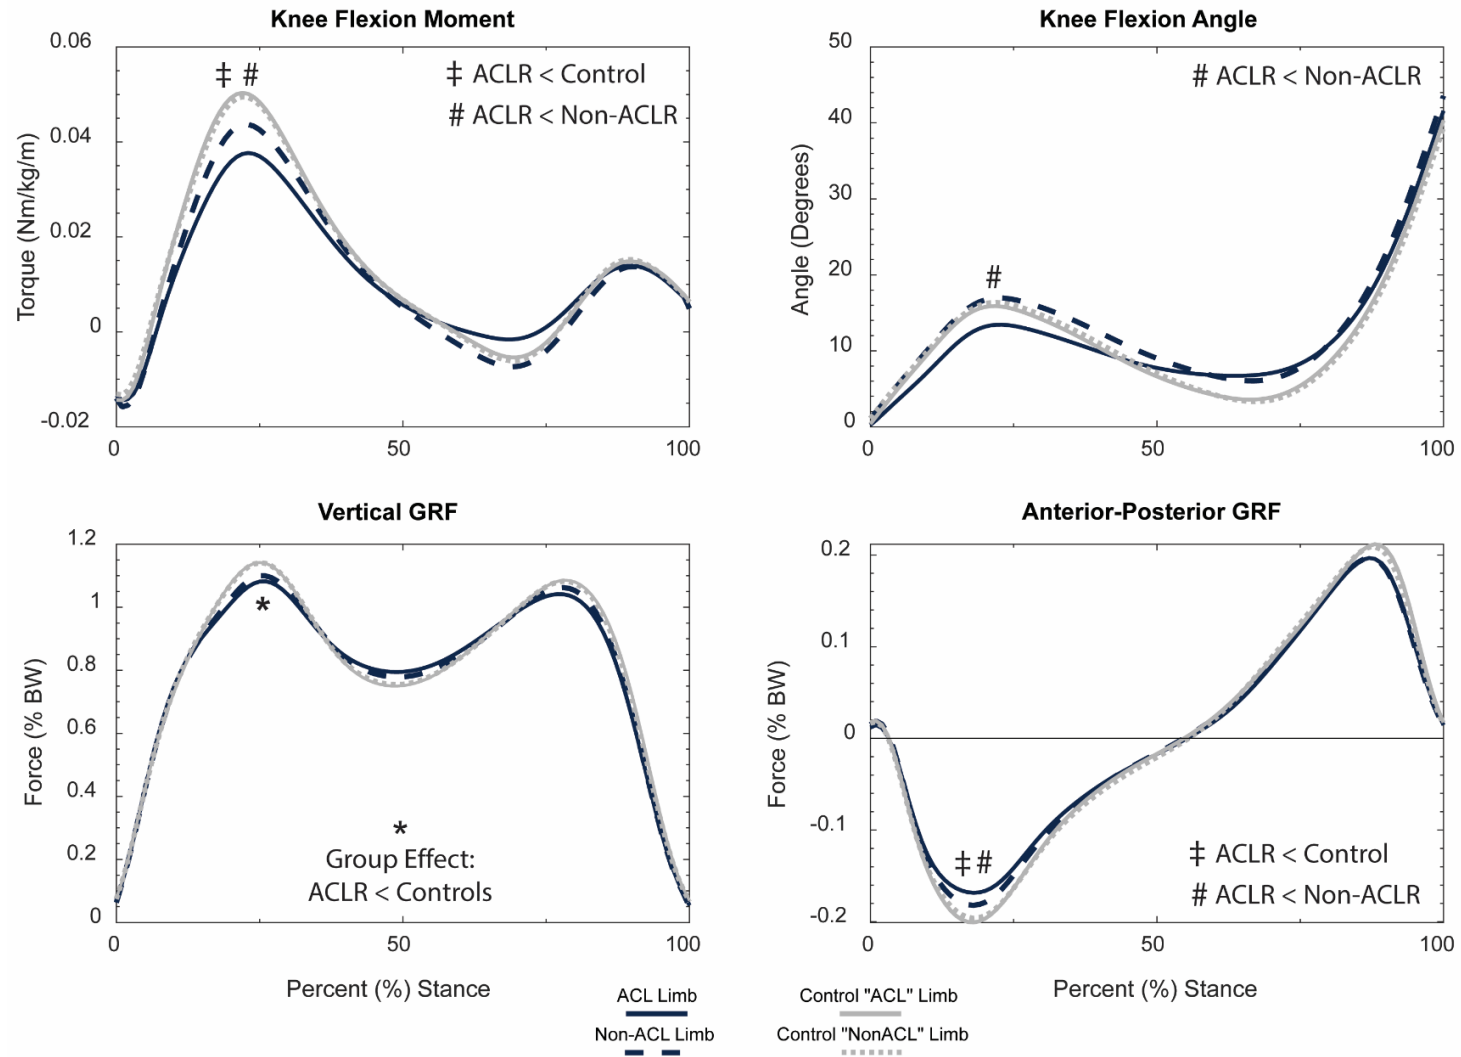 Knee Flexion Moment
0.06
0.04
0.02
0
-0.02
Torque (Nm/kg/m)
‡ #
‡ ACLR < Control
# ACLR < Non-ACLR
0
50
100
Knee Flexion Angle
50
40
30
20
10
0
Angle (Degrees)
# ACLR < Non-ACLR
#
0
50
100
Vertical GRF
1.2
1
0.8
0.6
0.4
0.2
0
Force (% BW)
*
*
Group Effect:
ACLR < Controls
0
50
100
Percent (%) Stance
Anterior-Posterior GRF
0.2
0.1
0
-0.1
-0.2
Force (% BW)
‡ #
‡ ACLR < Control
# ACLR < Non-ACLR
0
50
100
Percent (%) Stance
ACL Limb
Non-ACL Limb
Control "ACL" Limb
Control "NonACL" Limb